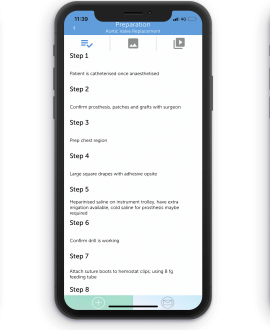 11:39
4G
Preparation
Aortic Valve Replacement
Step 1
Patient is catheterised once anaesthetised
Step 2
Confirm prosthesis, patches and grafts with surgeon
Step 3
Prep chest region
Step 4
Large square drapes with adhesive opsite
Step 5
Heparinised saline on instrument trolley, have extra
irrigation available, cold saline for prosthesis maybe
required
Step 6
Confirm drill is working
Step 7
Attach suture boots to hemostat clips; using 8 fg
feeding tube
Step 8